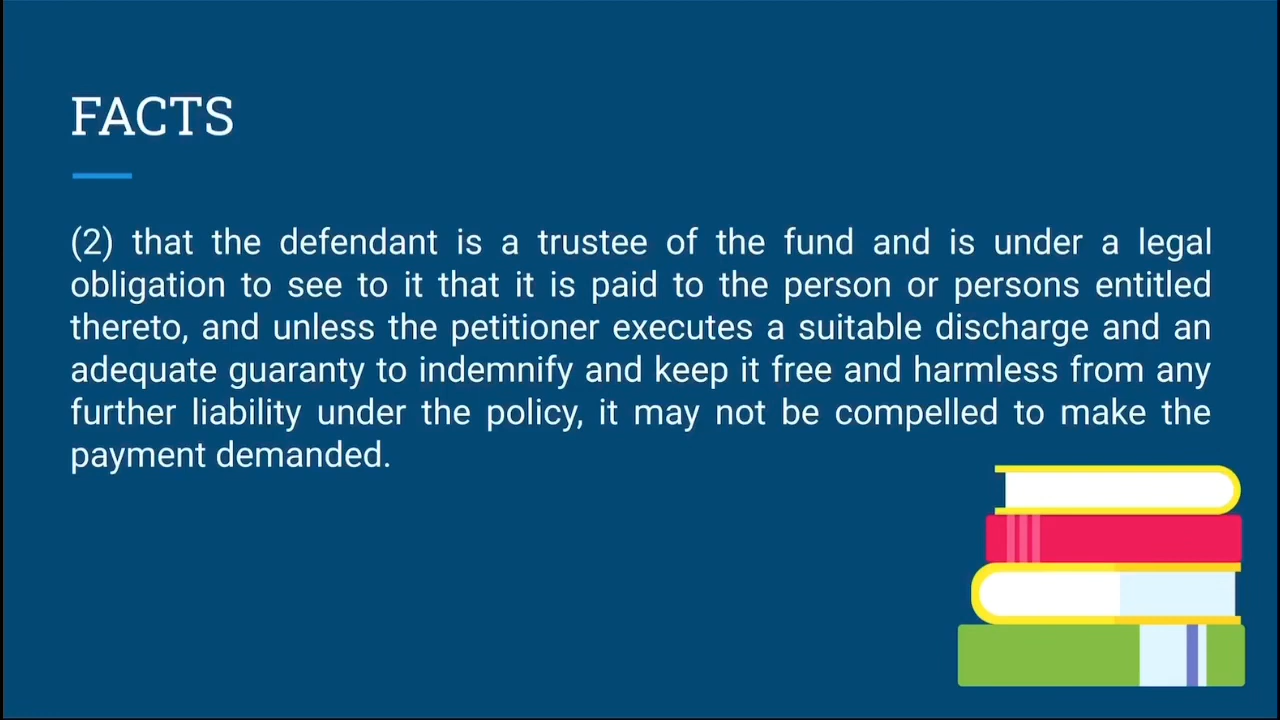 FACTS
(2) that the defendant is a trustee of the fund and is under a legal
obligation to see to it that it is paid to the person or persons entitled
thereto, and unless the petitioner executes a suitable discharge and an
adequate guaranty to indemnify and keep it free and harmless from any
further liability under the policy, it may not be compelled to make the
payment demanded.